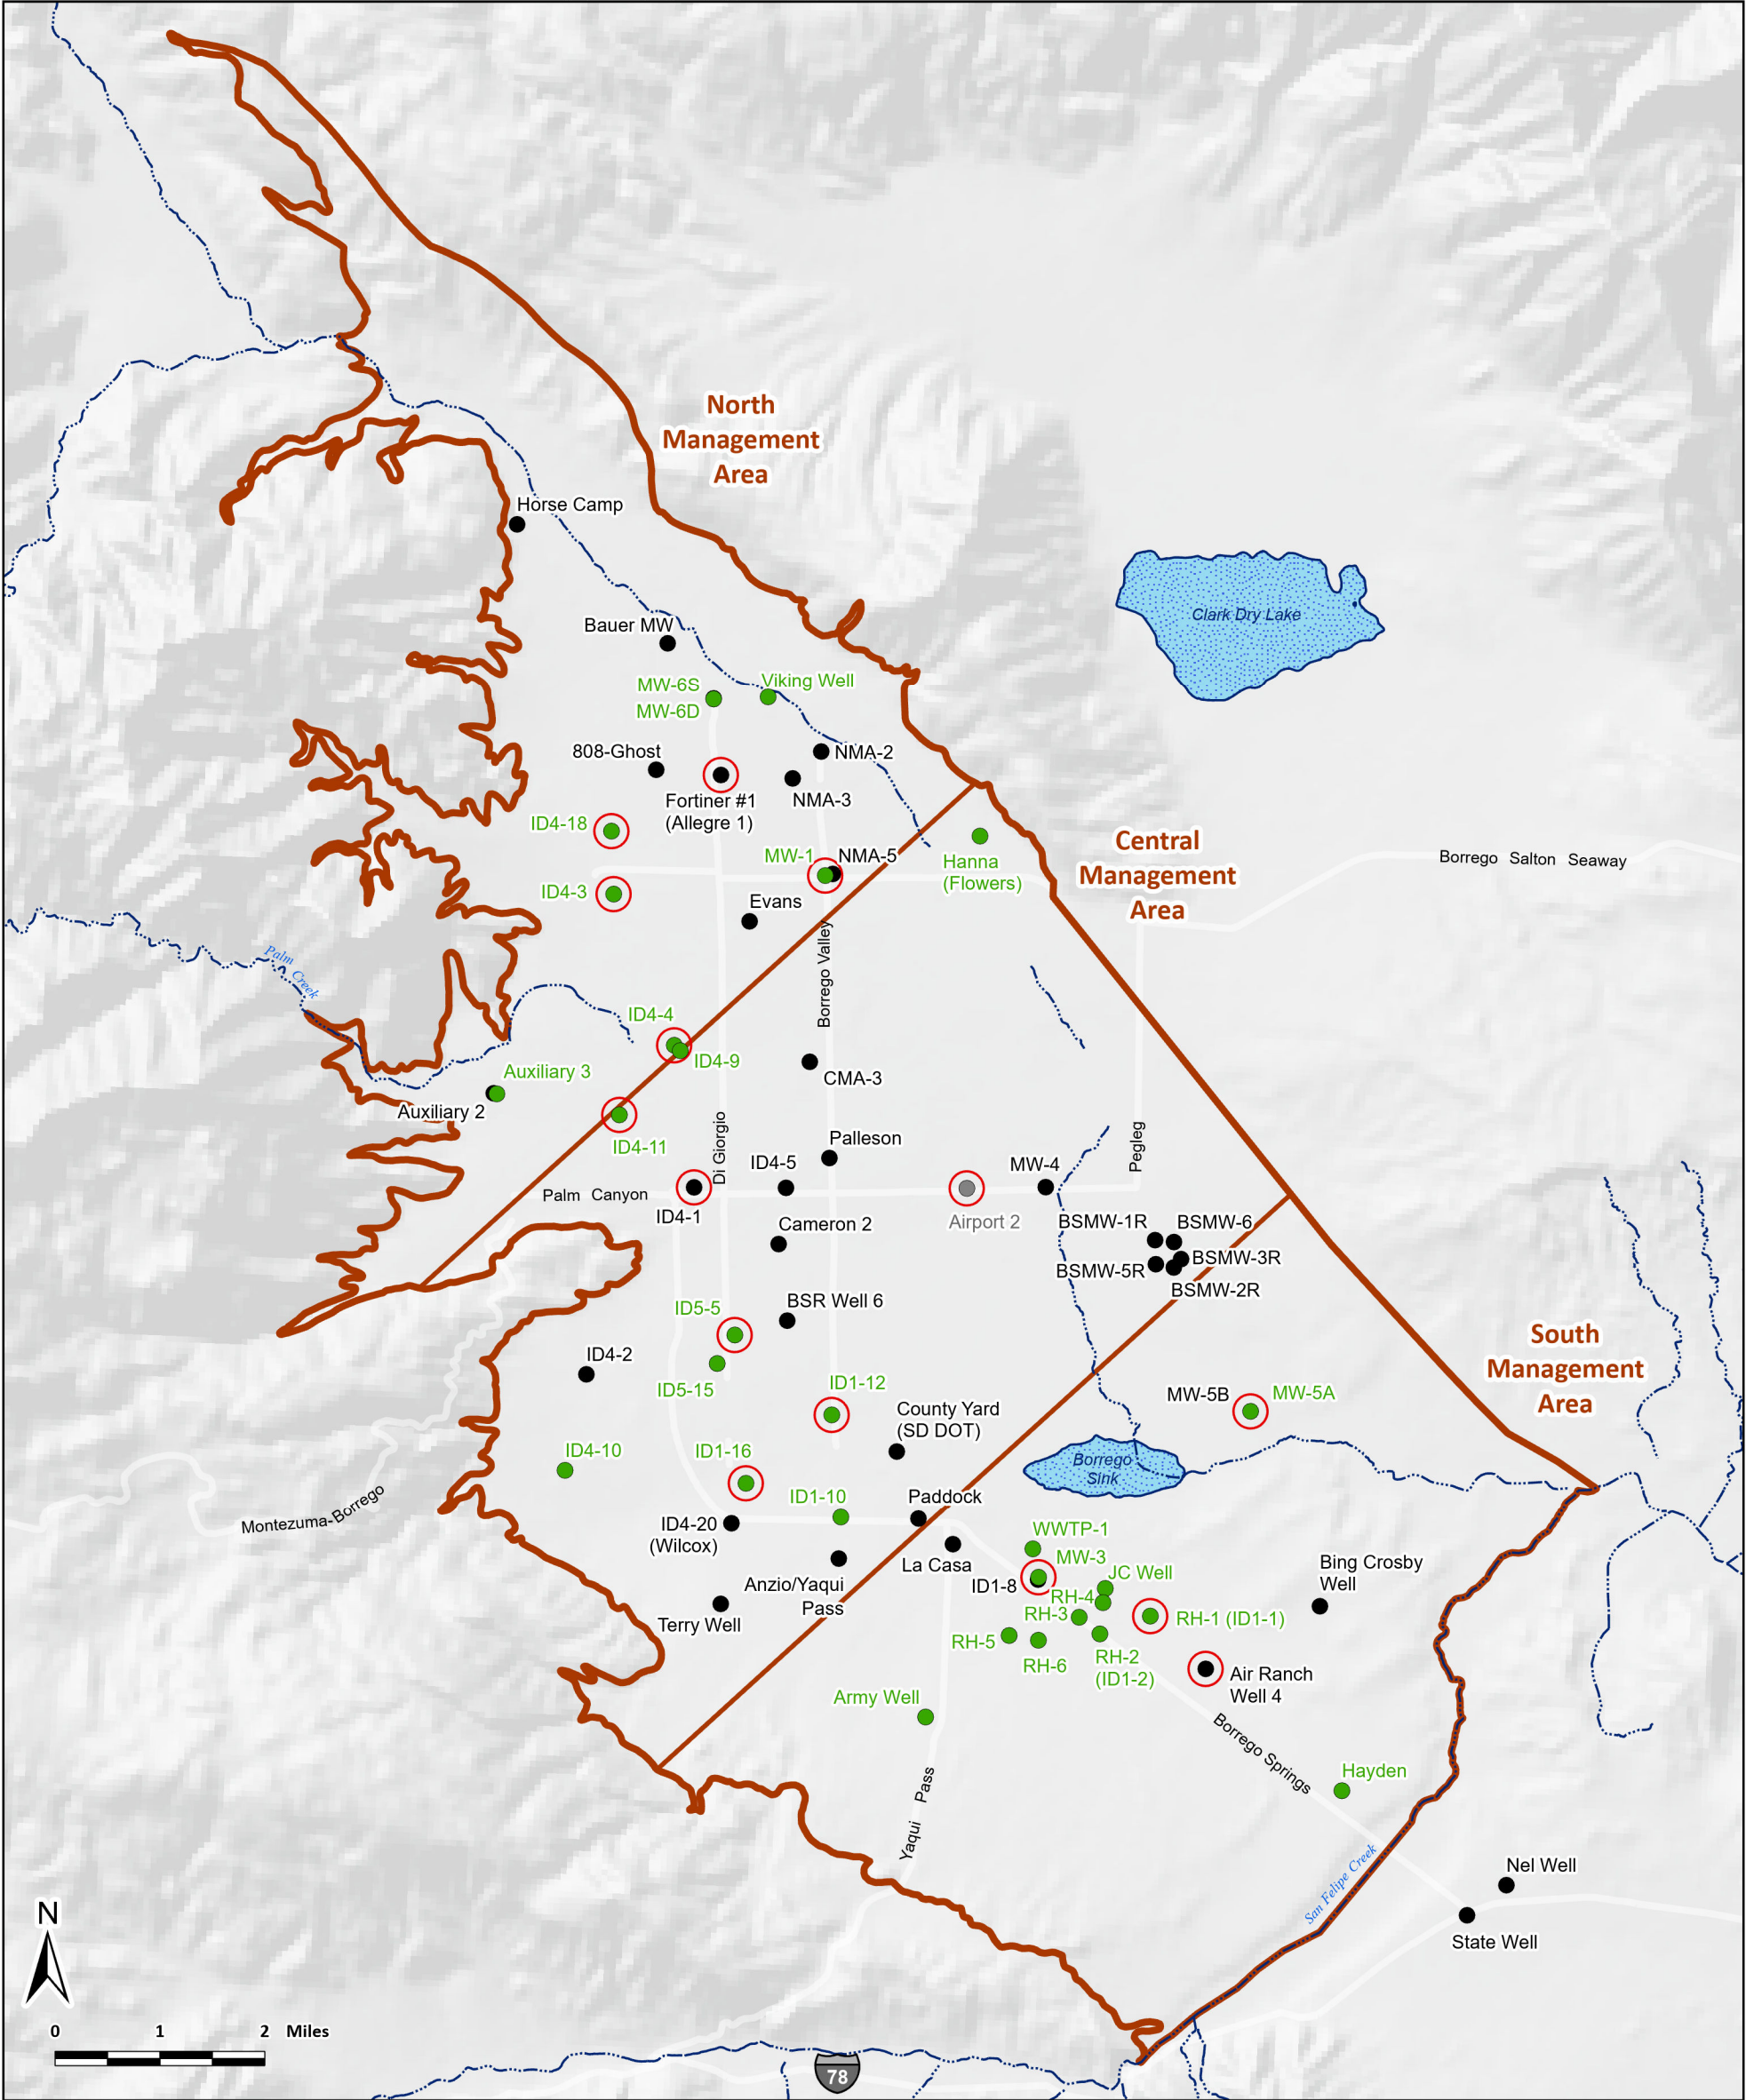 North
Management
Area
Horse Camp
Clark Dry Lake
Bauer MW
MW-6S
MW-6D
Viking Well
808-Ghost
NMA-2
Fortiner #1
(Allegre 1)
NMA-3
ID4-18
Central
Management
Area
MW-1
NMA-5
Hanna
(Flowers)
Borrego Salton Seaway
ID4-3
Evans
Borrego Valley
Palm
Creek
ID4-4
ID4-9
Auxiliary 3
CMA-3
Auxiliary 2
ID4-11
Di Giorgio
Palleson
Pegleg
ID4-5
MW-4
Palm Canyon
ID4-1
Airport 2
Cameron 2
BSMW-1R
BSMW-6
BSMW-3R
BSMW-5R
BSMW-2R
ID5-5
BSR Well 6
South
Management
Area
ID4-2
ID5-15
ID1-12
MW-5B
MW-5A
County Yard
(SD DOT)
ID4-10
ID1-16
Borrego
Sink
Montezuma-Borrego
ID1-10
Paddock
ID4-20
(Wilcox)
WWTP-1
MW-3
La Casa
ID1-8
JC Well
Bing Crosby
Well
Anzio/Yaqui
Pass
RH-4
RH-3
RH-1 (ID1-1)
Terry Well
RH-5
RH-6
RH-2
(ID1-2)
Air Ranch
Well 4
Army Well
Borrego Springs
Hayden
Yaqui Pass
San Felipe Creek
Nel Well
State Well
N
0 1 2 Miles
78